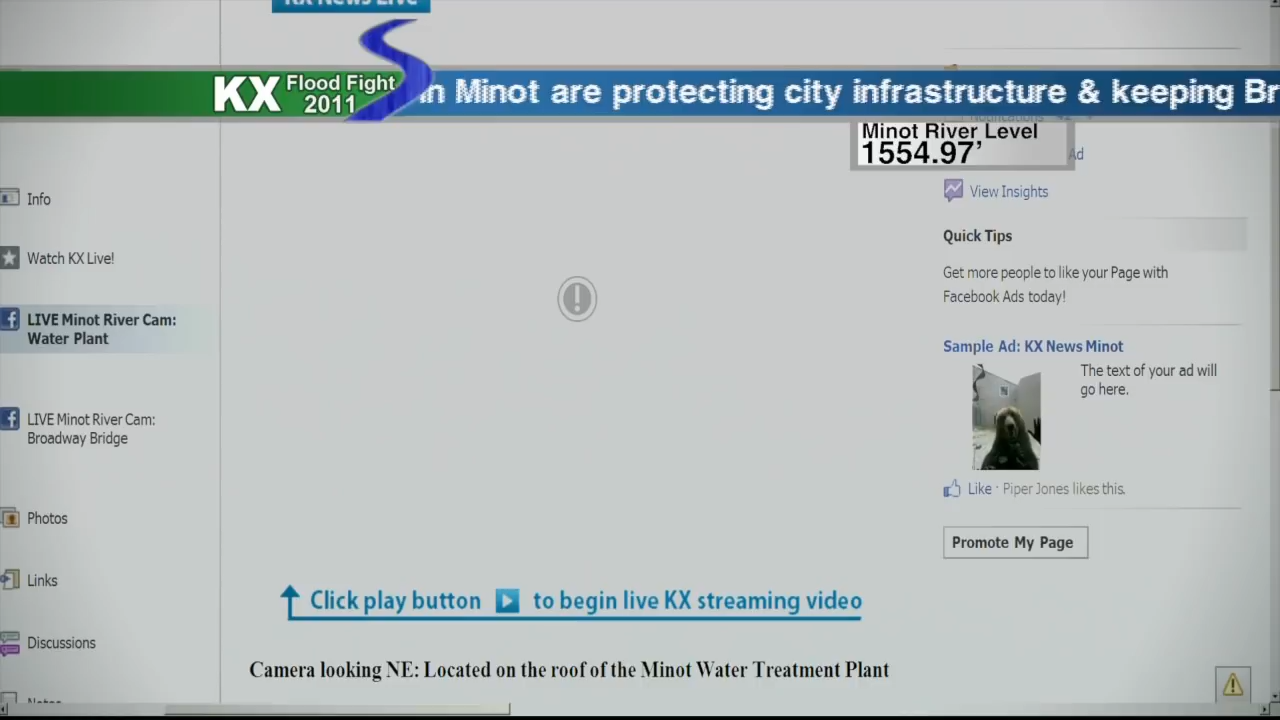 KX News Live
KX Flood Fight
2011
in Minot are protecting city infrastructure & keeping Br
Notifications
Minot River Level
1554.97'
Ad
View Insights
Info
Quick Tips
Watch KX Live!
Get more people to like your Page with
Facebook Ads today!
LIVE Minot River Cam:
Water Plant
Sample Ad: KX News Minot
The text of your ad will
go here.
LIVE Minot River Cam:
Broadway Bridge
Like · Piper Jones likes this.
Photos
Promote My Page
Links
Click play button to begin live KX streaming video
Discussions
Camera looking NE: Located on the roof of the Minot Water Treatment Plant
Notes